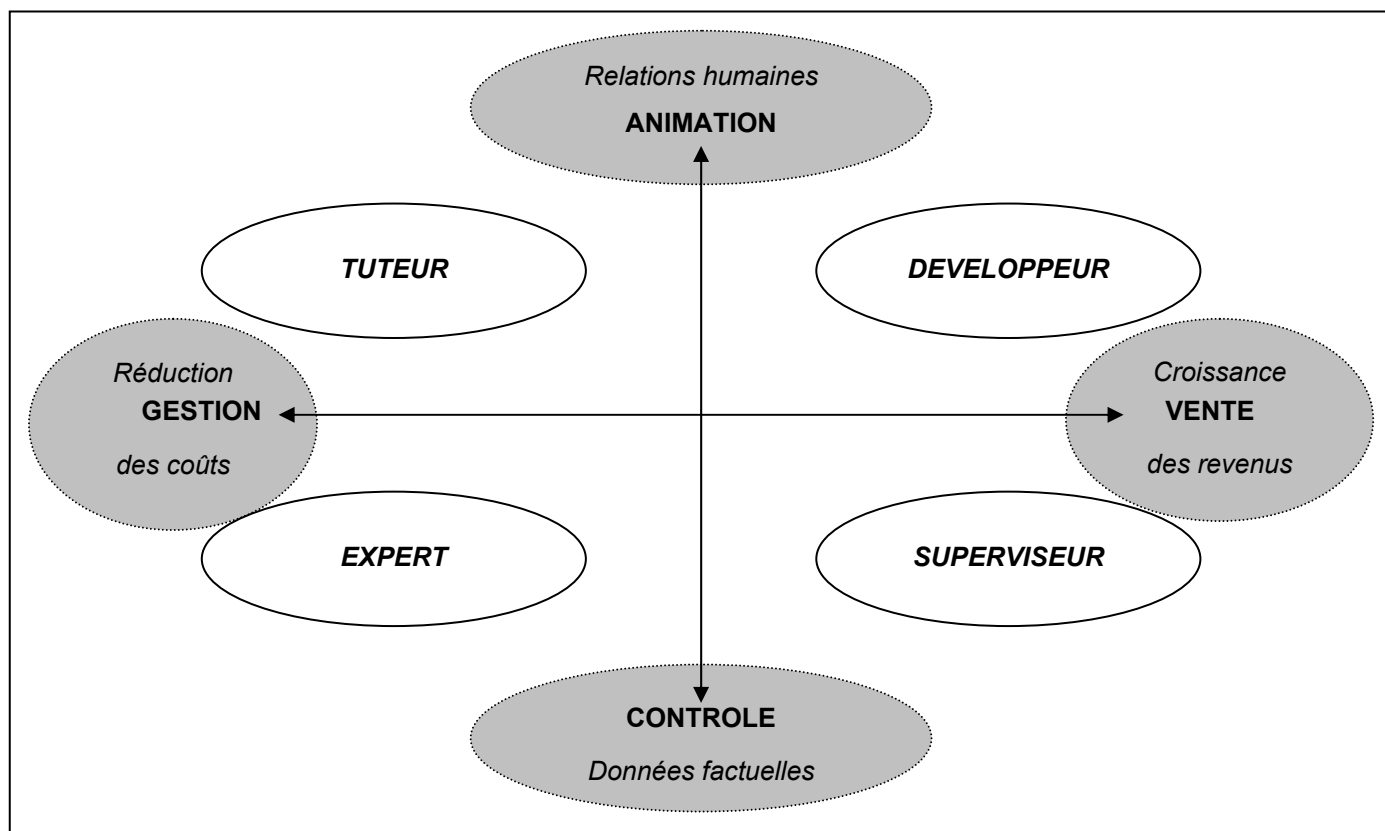 Relations humaines
ANIMATION
TUTEUR
DEVELOPPEUR
Réduction
GESTION
des coûts
Croissance
VENTE
des revenus
EXPERT
SUPERVISEUR
CONTROLE
Données factuelles